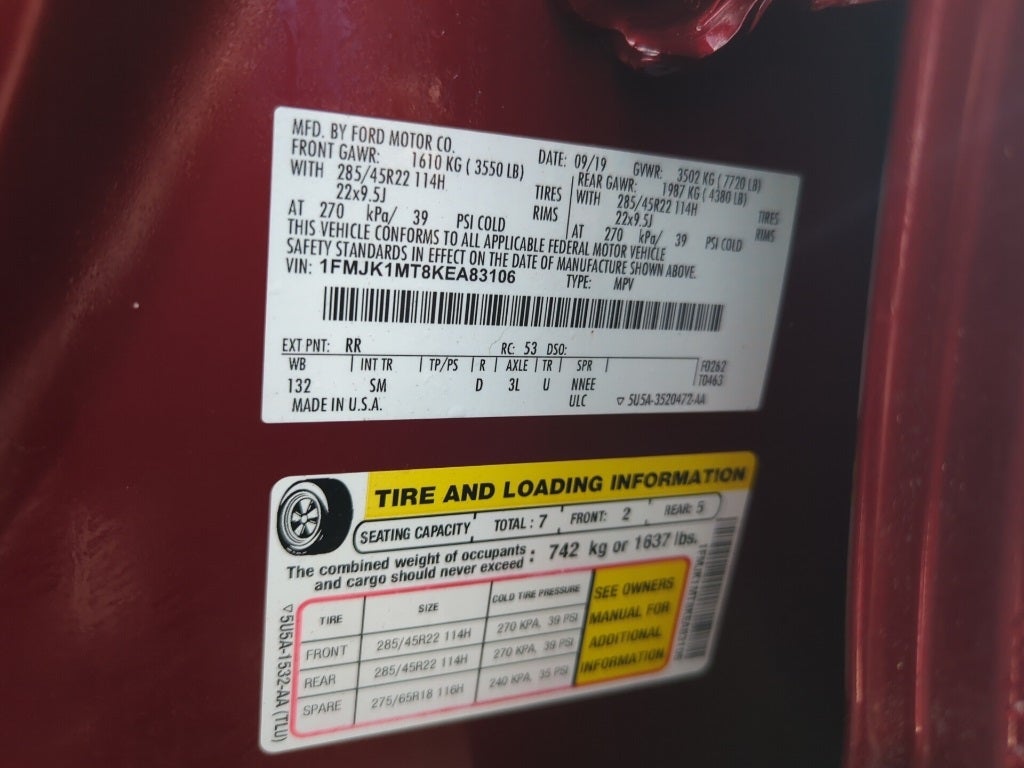 MFD. BY FORD MOTOR CO.
DATE: 09/19 GVWR: 3502 KG ( 7720 LB)
FRONT GAWR: 1610 KG ( 3550 LB) REAR GAWR: 1987 KG ( 4380 LB)
WITH 285/45R22 114H TIRES WITH 285/45R22 114H TIRES
22x9.5J RIMS 22x9.5J RIMS
AT 270 kPa/ 39 PSI COLD AT 270 kPa/ 39 PSI COLD
THIS VEHICLE CONFORMS TO ALL APPLICABLE FEDERAL MOTOR VEHICLE
SAFETY STANDARDS IN EFFECT ON THE DATE OF MANUFACTURE SHOWN ABOVE.
VIN: 1FMJK1MT8KEA83106 TYPE: MPV
EXT PNT: RR RC: 53 DSO:
WB INT TR TP/PS R AXLE TR SPR F0262
132 SM D 3L U NNEE T0463
MADE IN U.S.A. ULC ▽ 5U5A-3520472-AA
TIRE AND LOADING INFORMATION
SEATING CAPACITY TOTAL : 7 FRONT: 2 REAR: 5
The combined weight of occupants
and cargo should never exceed : 742 kg or 1637 lbs.
TIRE SIZE COLD TIRE PRESSURE
FRONT 285/45R22 114H 270 KPA, 39 PSI
REAR 285/45R22 114H 270 KPA, 39 PSI
SPARE 275/65R18 116H 240 KPA, 35 PSI
SEE OWNERS
MANUAL FOR
ADDITIONAL
INFORMATION
▽5U5A-1532-AA (TLU)